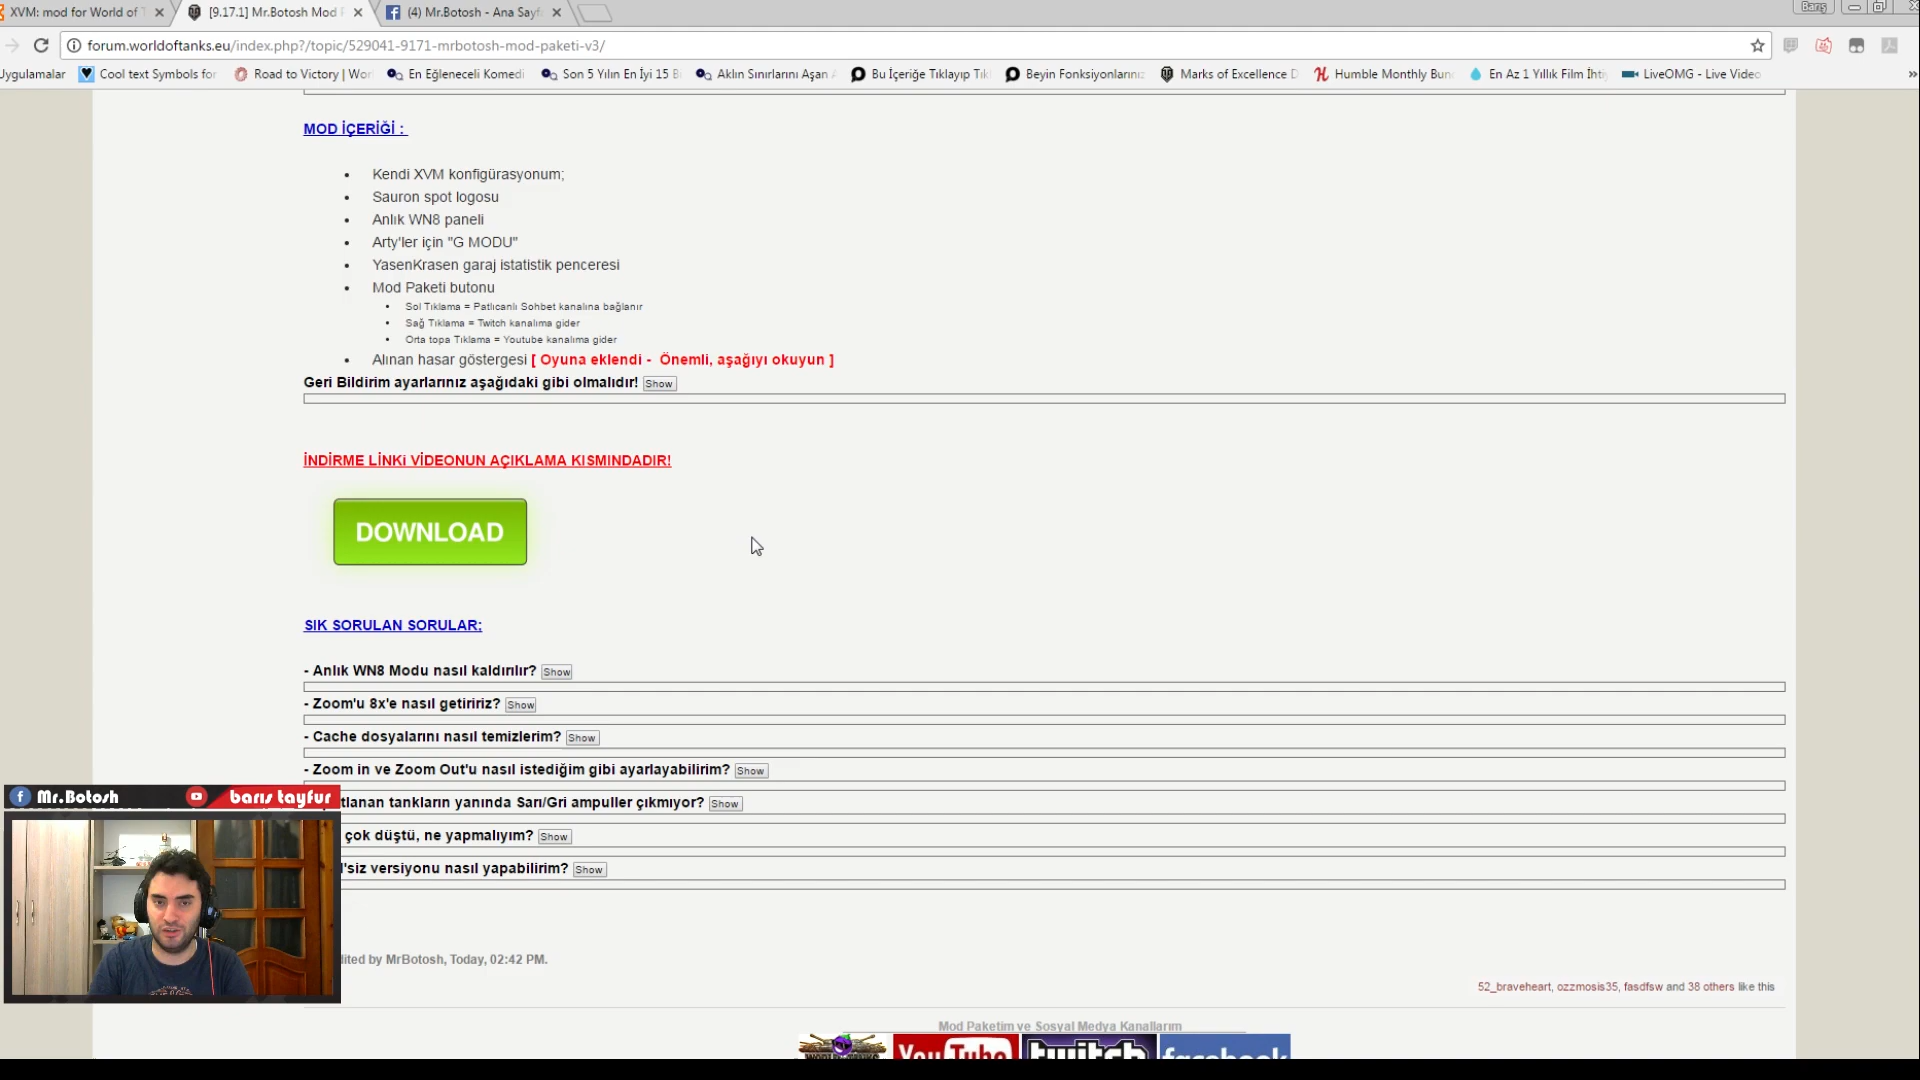 XVM: mod for World of T
[9.17.1] Mr.Botosh Mod P
(4) Mr.Botosh - Ana Sayf
Barış
forum.worldoftanks.eu/index.php?/topic/529041-9171-mrbotosh-mod-paketi-v3/
Uygulamalar
Cool text Symbols for
Road to Victory | Wor
En Eğleneceli Komedi
Son 5 Yılın En İyi 15 B
Aklın Sınırlarını Aşan
Bu İçeriğe Tıklayıp Tık
Beyin Fonksiyonlarınız
Marks of Excellence D
Humble Monthly Bun
En Az 1 Yıllık Film İhti
LiveOMG - Live Video
»
MOD İÇERİĞİ :
• Kendi XVM konfigürasyonum;
• Sauron spot logosu
• Anlık WN8 paneli
• Arty'ler için "G MODU"
• YasenKrasen garaj istatistik penceresi
• Mod Paketi butonu
• Sol Tıklama = Patlıcanlı Sohbet kanalına bağlanır
• Sağ Tıklama = Twitch kanalıma gider
• Orta topa Tıklama = Youtube kanalıma gider
• Alınan hasar göstergesi [ Oyuna eklendi - Önemli, aşağıyı okuyun ]
Geri Bildirim ayarlarınız aşağıdaki gibi olmalıdır! Show
İNDİRME LİNKi VİDEONUN AÇIKLAMA KISMINDADIR!
DOWNLOAD
SIK SORULAN SORULAR;
- Anlık WN8 Modu nasıl kaldırılır? Show
- Zoom'u 8x'e nasıl getiririz? Show
- Cache dosyalarını nasıl temizlerim? Show
- Zoom in ve Zoom Out'u nasıl istediğim gibi ayarlayabilirim? Show
tlanan tankların yanında Sarı/Gri ampuller çıkmıyor? Show
çok düştü, ne yapmalıyım? Show
'siz versiyonu nasıl yapabilirim? Show
Mr.Botosh
barış tayfur
dited by MrBotosh, Today, 02:42 PM.
52_braveheart, ozzmosis35, fasdfsw and 38 others like this
Mod Paketim ve Sosyal Medya Kanallarım
YouTube
twitch
facebook